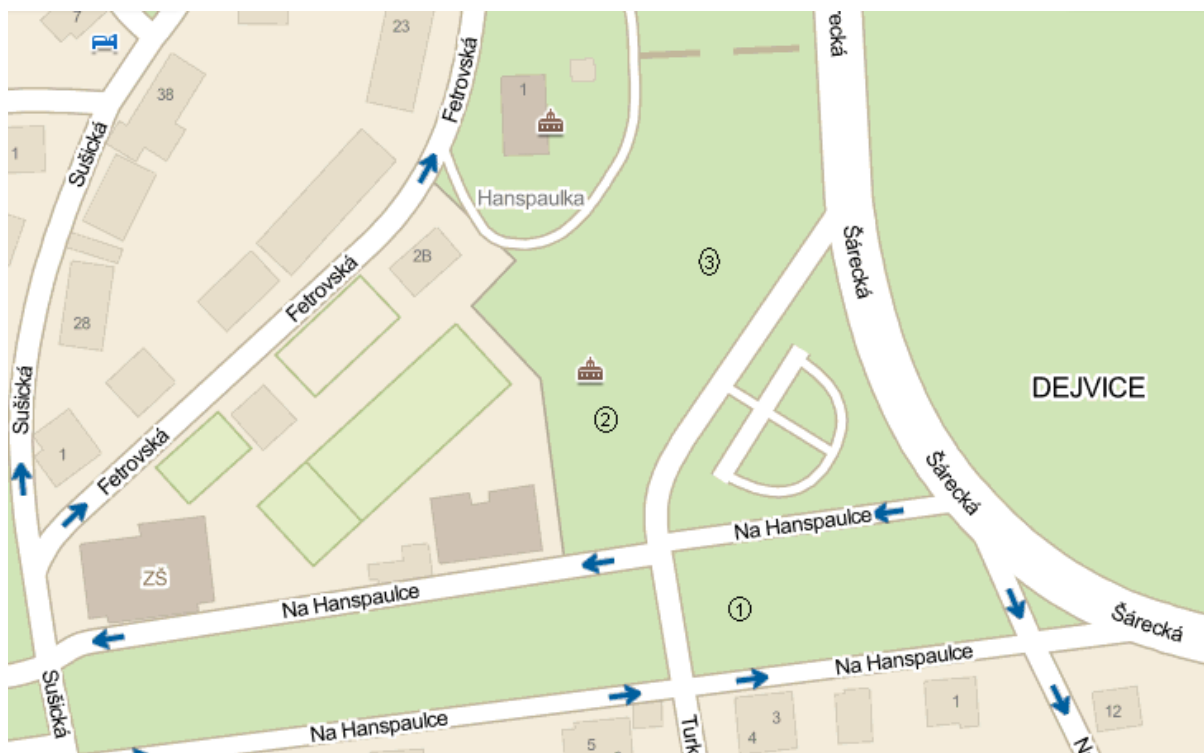 7
23
recká
38
1
Fetrovská
1
Sušická
Hanspaulka
Šárecká
2B
③
Fetrovská
28
DEJVICE
Sušická
②
1
Fetrovská
Šárecká
Na Hanspaulce
ZŠ
Na Hanspaulce
①
Šárecká
Na Hanspaulce
Sušická
Na Hanspaulce
1
12
3
Turk
4
5
N